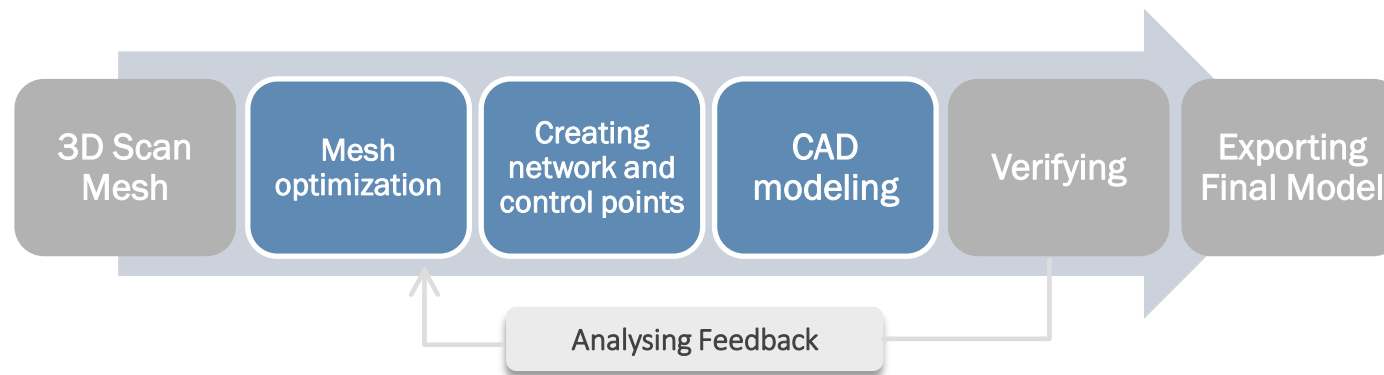 3D Scan
Mesh
Mesh
optimization
Creating
network and
control points
CAD
modeling
Verifying
Exporting
Final Model
Analysing Feedback